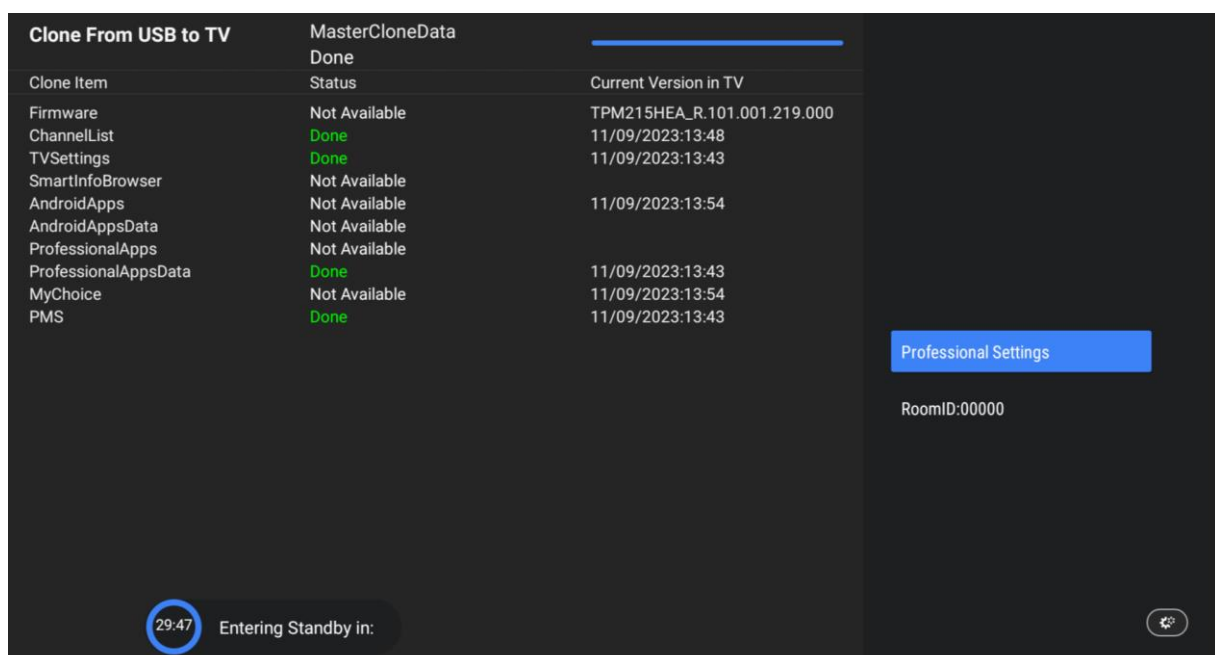 Clone From USB to TV MasterCloneData
Done
Clone Item Status Current Version in TV
Firmware Not Available TPM215HEA_R.101.001.219.000
ChannelList Done 11/09/2023:13:48
TVSettings Done 11/09/2023:13:43
SmartInfoBrowser Not Available
AndroidApps Not Available 11/09/2023:13:54
AndroidAppsData Not Available
ProfessionalApps Not Available
ProfessionalAppsData Done 11/09/2023:13:43
MyChoice Not Available 11/09/2023:13:54
PMS Done 11/09/2023:13:43
Professional Settings
RoomID:00000
29:47 Entering Standby in: